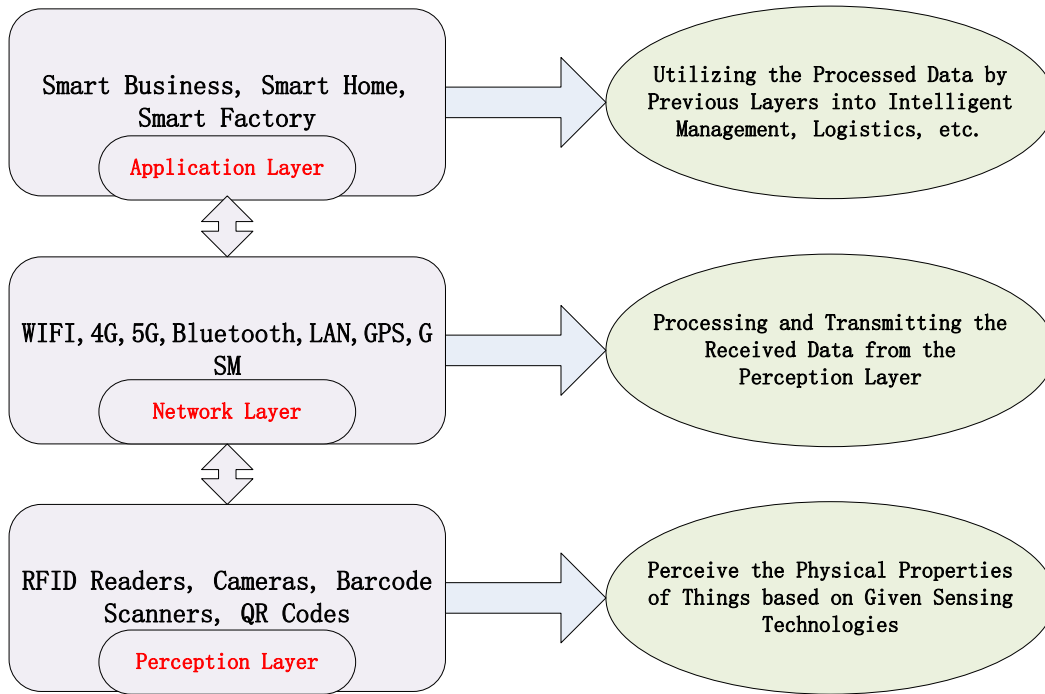 Smart Business, Smart Home,
Smart Factory
Application Layer
Utilizing the Processed Data by
Previous Layers into Intelligent
Management, Logistics, etc.
WIFI,4G,5G,Bluetooth,LAN,GPS,G
SM
Network Layer
Processing and Transmitting the
Received Data from the
Perception Layer
RFID Readers, Cameras, Barcode
Scanners, QR Codes
Perception Layer
Perceive the Physical Properties
of Things based on Given Sensing
Technologies